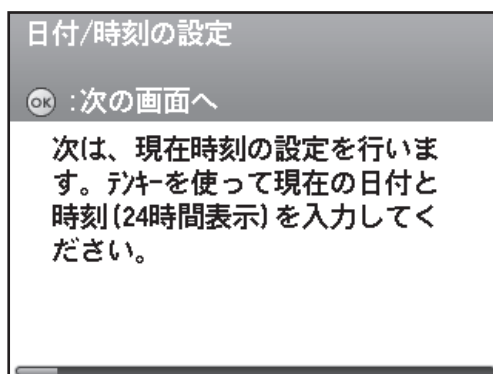 日付/時刻の設定
OK :次の画面へ
次は、現在時刻の設定を行いま
す。ﾃﾝｷｰを使って現在の日付と
時刻(24時間表示)を入力してく
ださい。